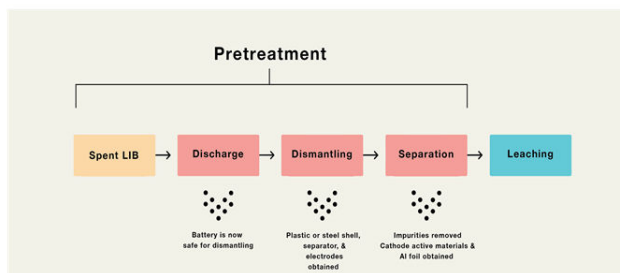 Pretreatment
Spent LIB
Discharge
Dismantling
Separation
Leaching
Battery is now
safe for dismantling
Plastic or steel shell,
separator, &
electrodes
obtained
Impurities removed
Cathode active materials &
Al foil obtained